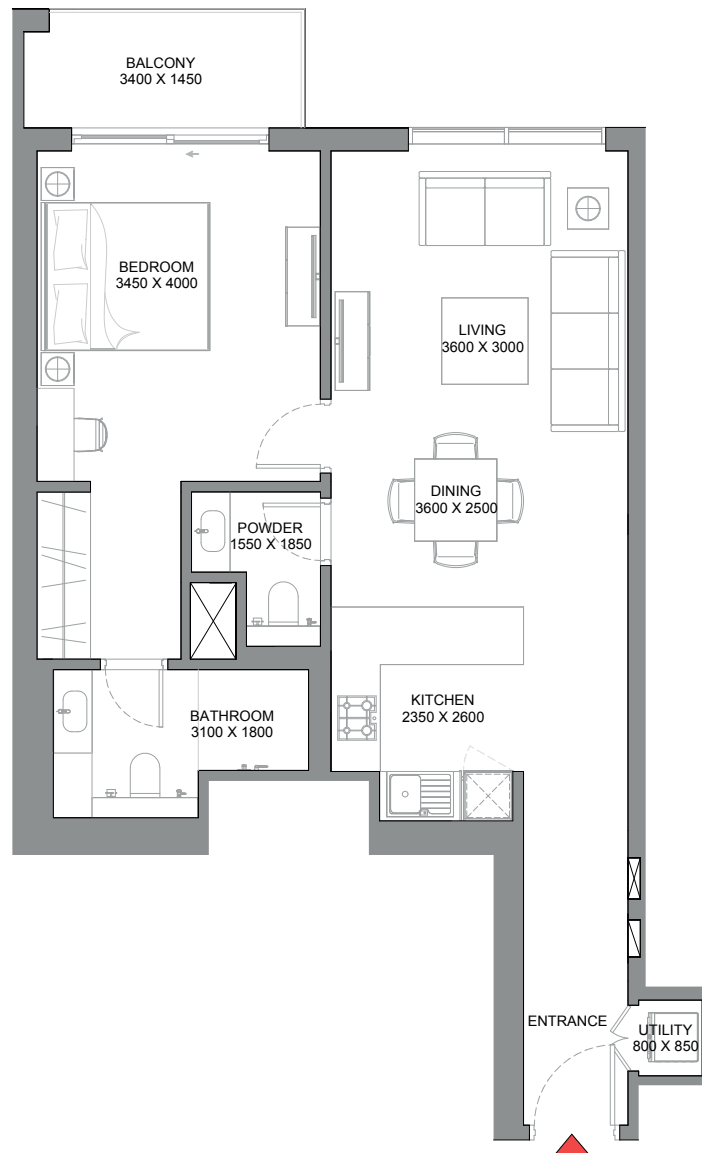 BALCONY
3400 X 1450
BEDROOM
3450 X 4000
LIVING
3600 X 3000
DINING
3600 X 2500
POWDER
1550 X 1850
KITCHEN
2350 X 2600
BATHROOM
3100 X 1800
ENTRANCE
UTILITY
800 X 850